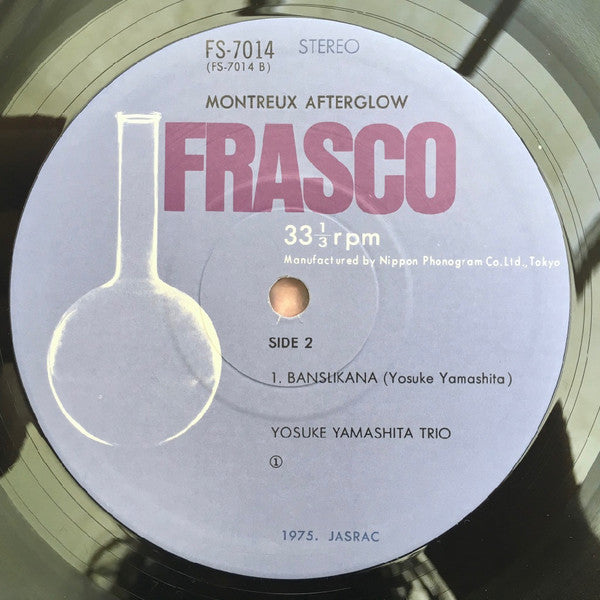 FS-7014 STEREO
(FS-7014 B)
MONTREUX AFTERGLOW
FRASCO
33 1/3 rpm
Manufactured by Nippon Phonogram Co.Ltd., Tokyo
SIDE 2
1. BANSLIKANA (Yosuke Yamashita)
YOSUKE YAMASHITA TRIO
①
1975. JASRAC